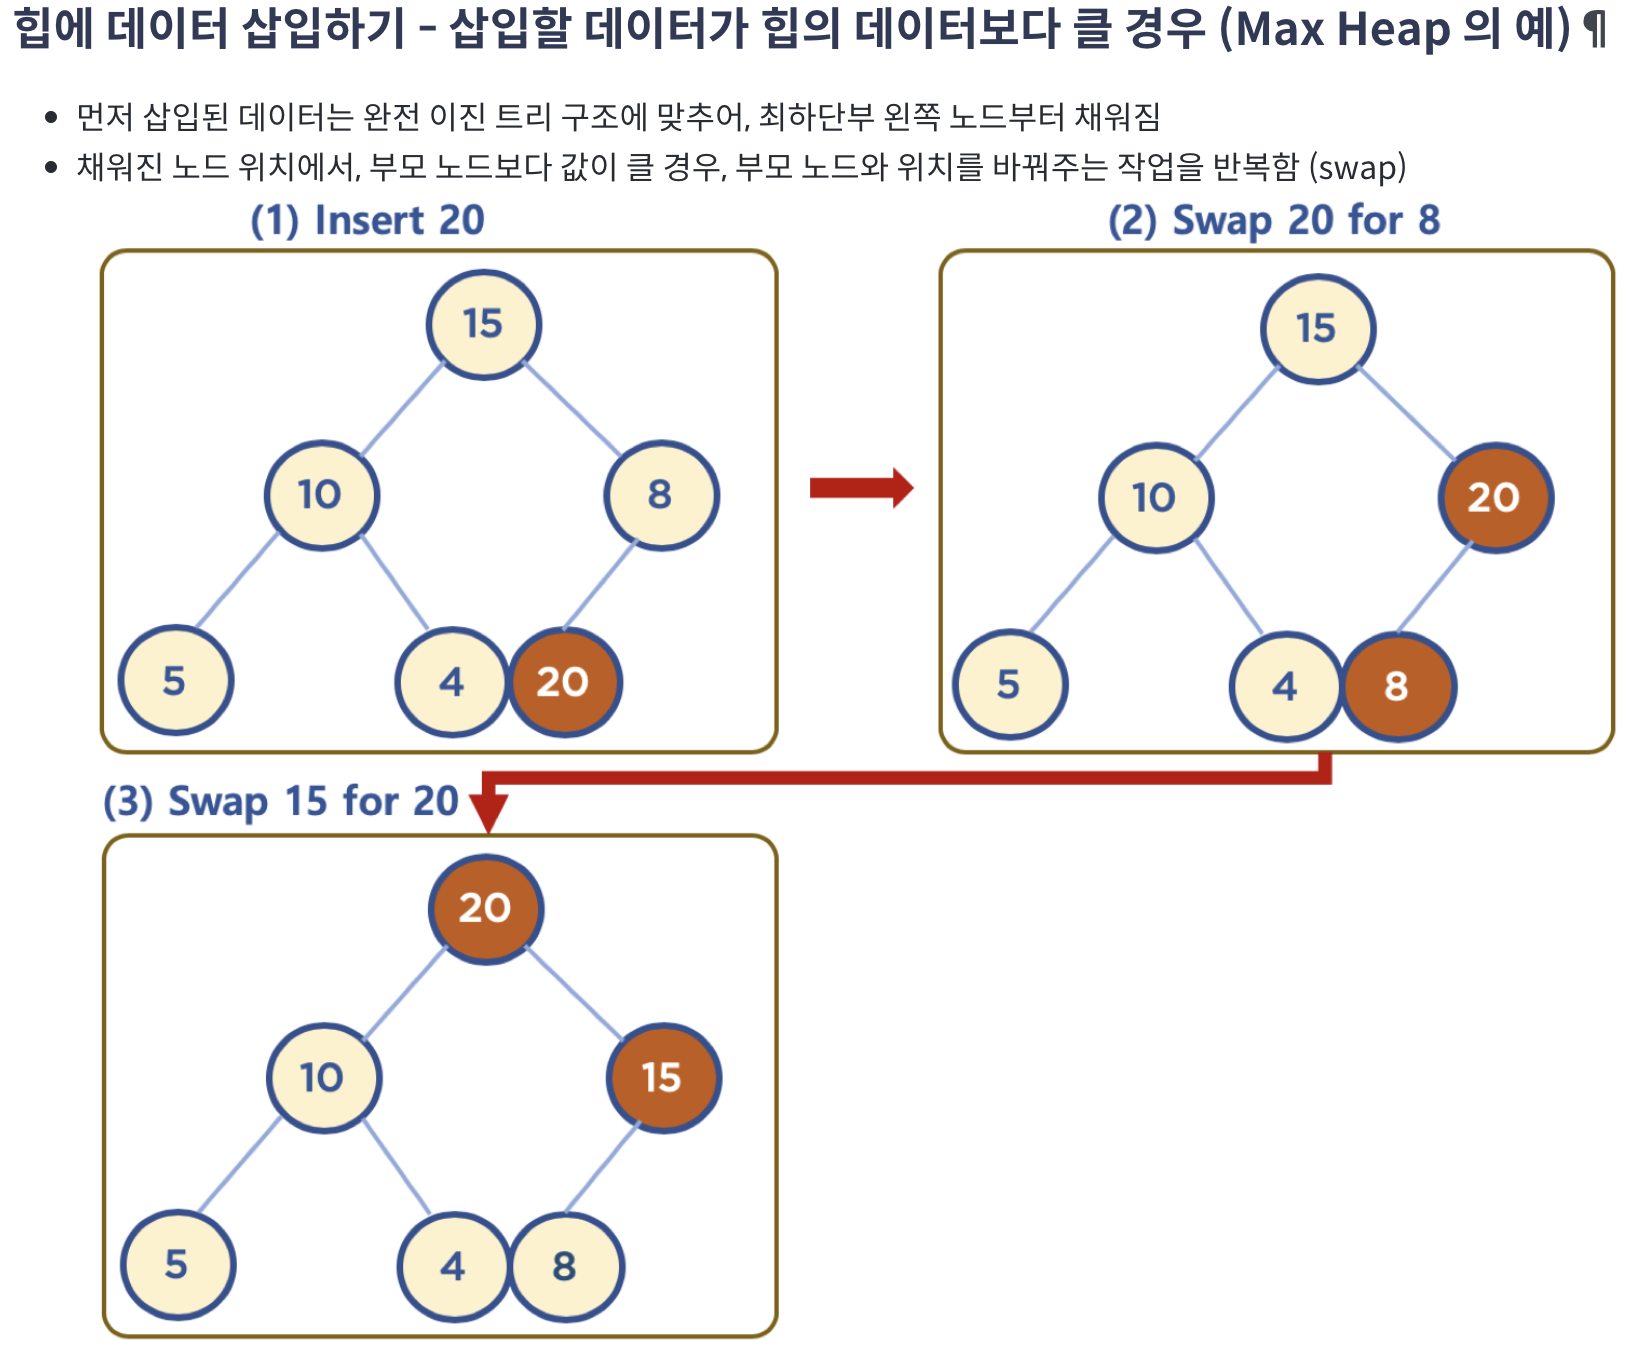 힙에 데이터 삽입하기 - 삽입할 데이터가 힙의 데이터보다 클 경우 (Max Heap 의 예) ¶
먼저 삽입된 데이터는 완전 이진 트리 구조에 맞추어, 최하단부 왼쪽 노드부터 채워짐
채워진 노드 위치에서, 부모 노드보다 값이 클 경우, 부모 노드와 위치를 바꿔주는 작업을 반복함 (swap)
(1) Insert 20
15
10 8
5 4 20
(2) Swap 20 for 8
15
10 20
5 4 8
(3) Swap 15 for 20
20
10 15
5 4 8